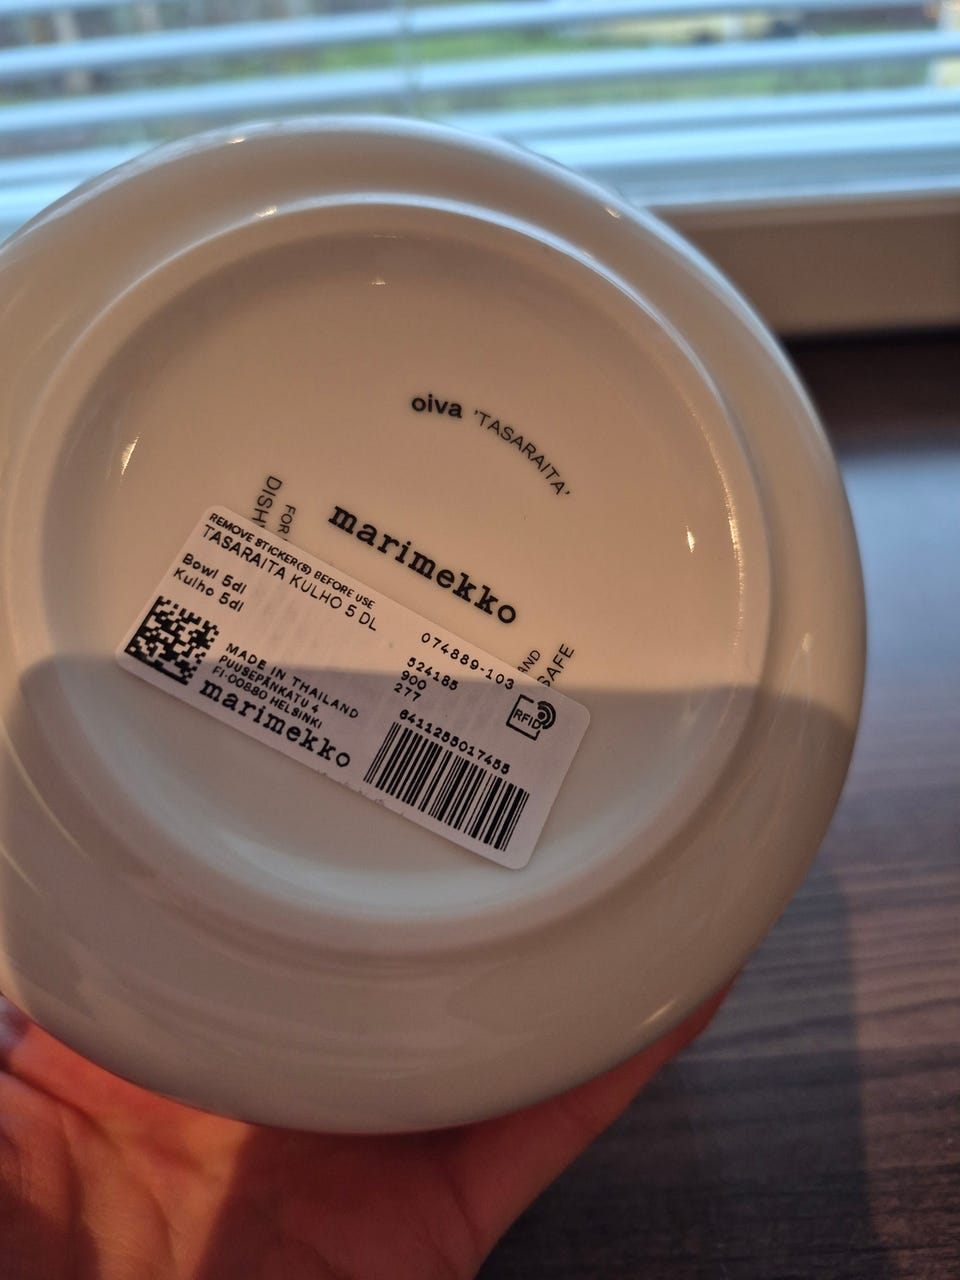 oiva 'TASARAITA'
FOR
DISH
marimekko
AND
SAFE
REMOVE STICKER(S) BEFORE USE
TASARAITA KULHO 5 DL
Bowl 5dl
Kulho 5dl
074889-103
524185
900
277
RFID
MADE IN THAILAND
PUUSEPÄNKATU 4
FI-00880 HELSINKI
marimekko
6411255017455